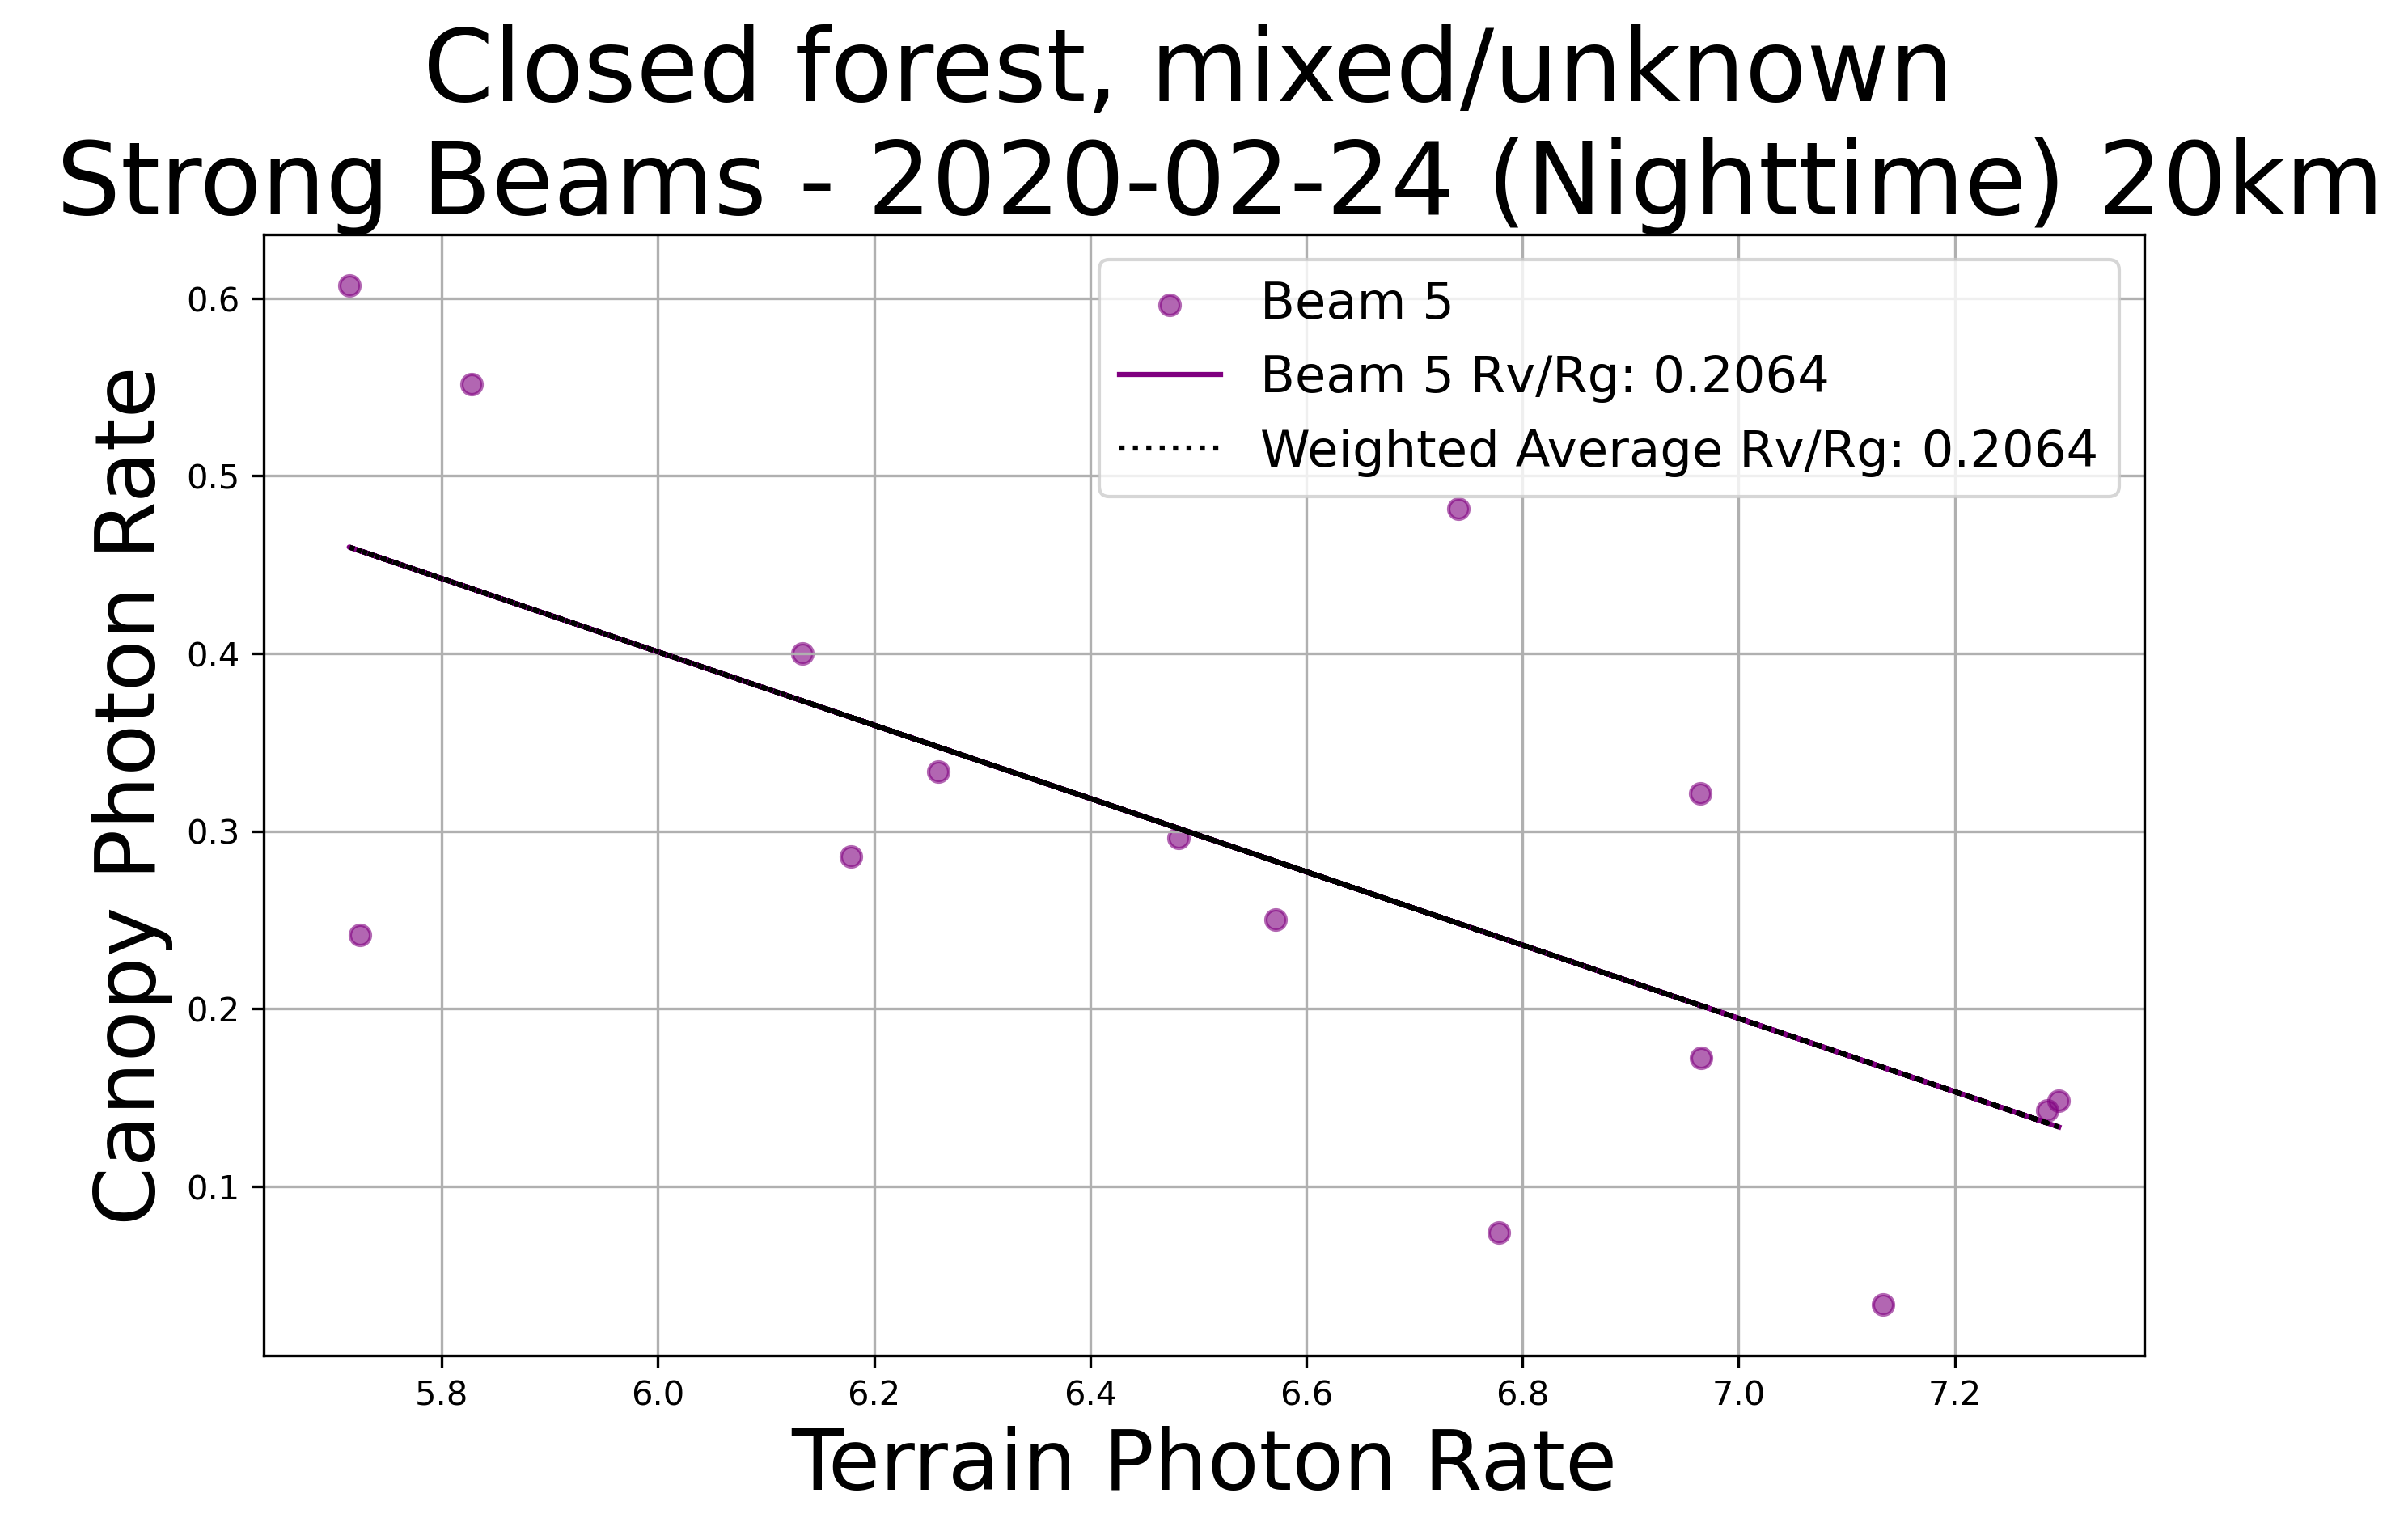 Closed forest, mixed/unknown
Strong Beams - 2020-02-24 (Nighttime) 20km
Beam 5
Beam 5 Rv/Rg: 0.2064
Weighted Average Rv/Rg: 0.2064
Canopy Photon Rate
0.6
0.5
0.4
0.3
0.2
0.1
5.8 6.0 6.2 6.4 6.6 6.8 7.0 7.2
Terrain Photon Rate